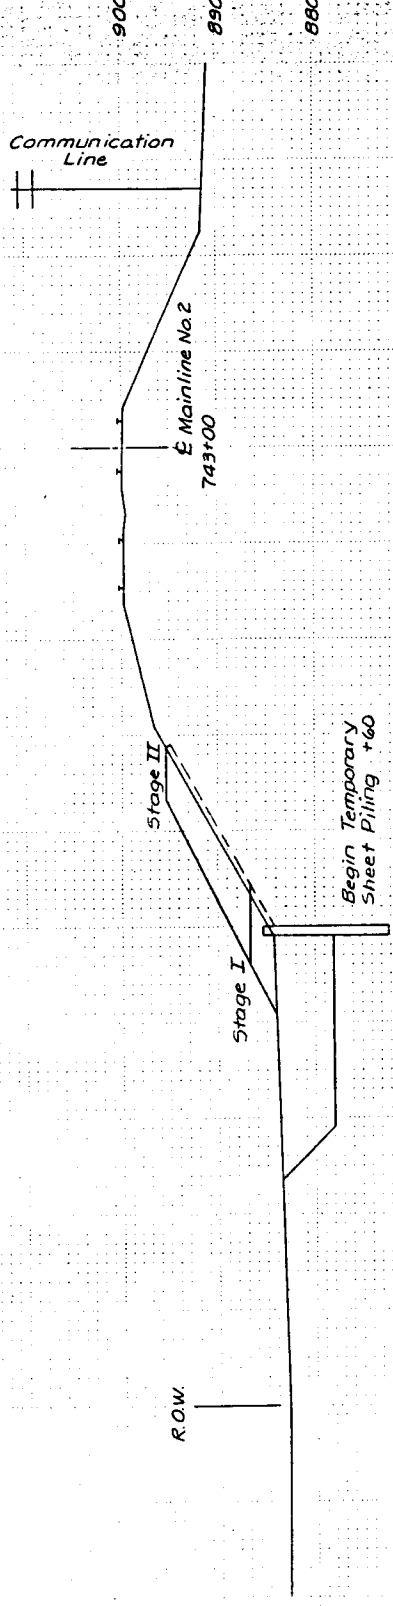 900
890
880
Communication
Line
℄ Mainline No. 2
743+00
Stage II
Begin Temporary
Sheet Piling +60
Stage I
R.O.W.